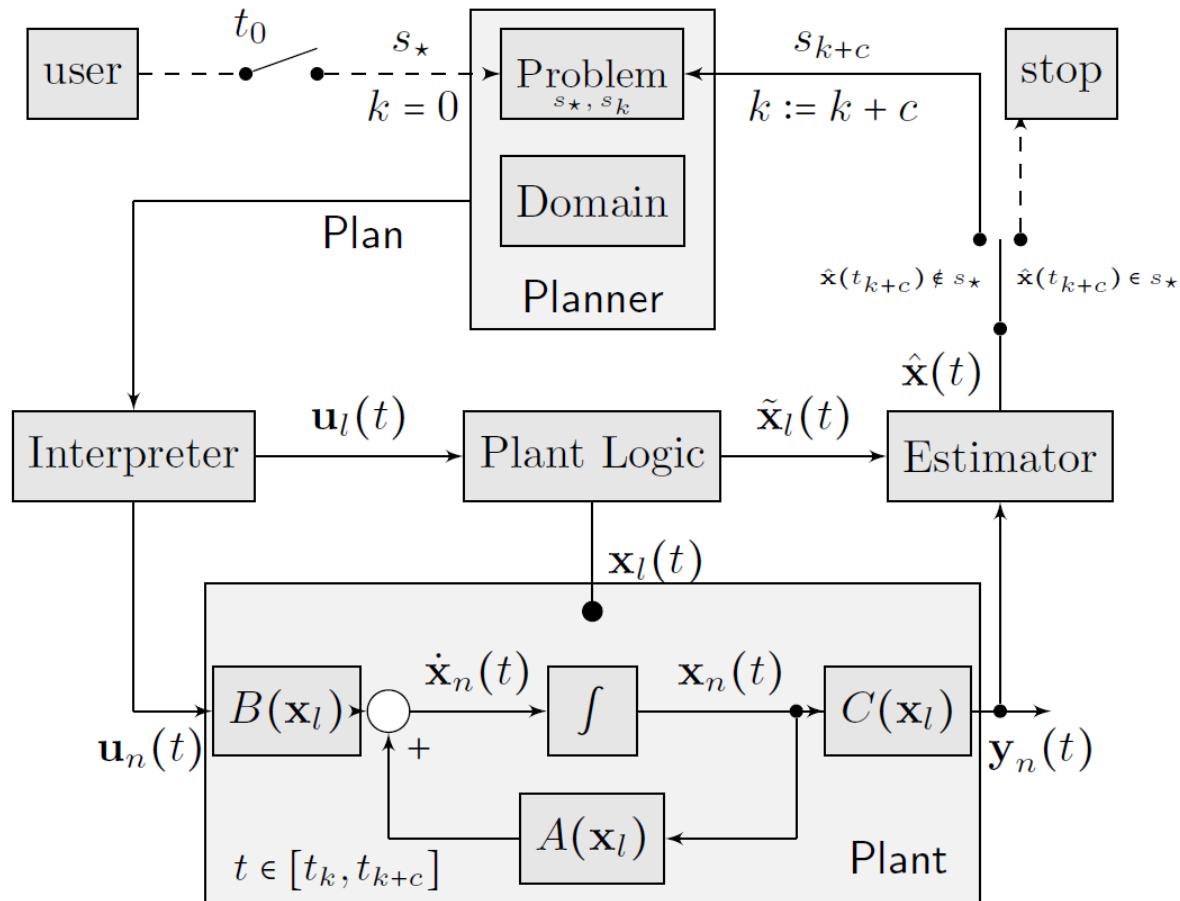 user
t₀
s⋆
k = 0
Problem
s⋆, sₖ
Domain
Planner
sₖ₊c
k := k + c
stop
Plan
x̂(tₖ₊c) ∉ s⋆
x̂(tₖ₊c) ∈ s⋆
x̂(t)
Interpreter
uₗ(t)
Plant Logic
x̃ₗ(t)
Estimator
xₗ(t)
uₙ(t)
B(xₗ)
+
ẋₙ(t)
∫
xₙ(t)
C(xₗ)
yₙ(t)
A(xₗ)
t ∈ [tₖ, tₖ₊c]
Plant